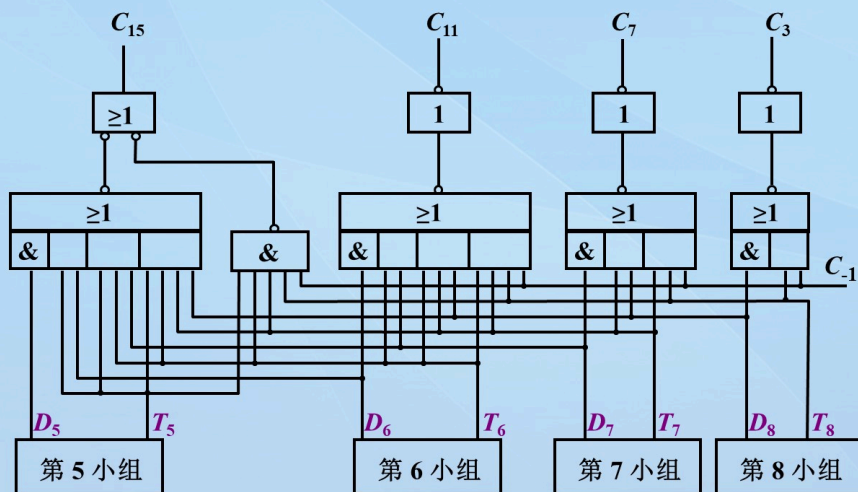 C₁₅ C₁₁ C₇ C₃
≥1 1 1 1
≥1 ≥1 ≥1 ≥1
& & & & &
C₋₁
D₅ T₅ D₆ T₆ D₇ T₇ D₈ T₈
第 5 小组 第 6 小组 第 7 小组 第 8 小组